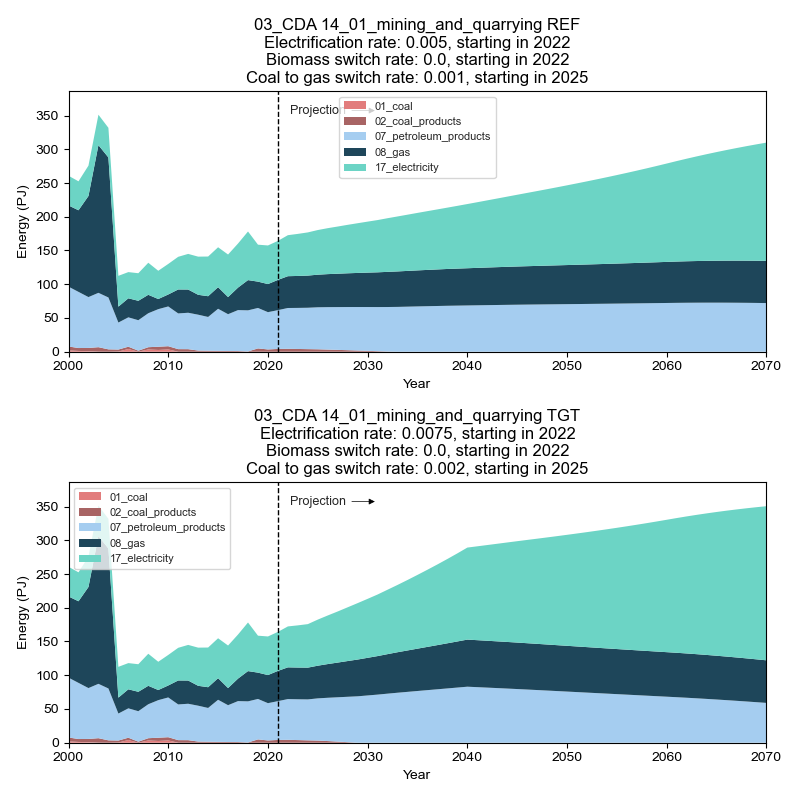 03_CDA 14_01_mining_and_quarrying REF
Electrification rate: 0.005, starting in 2022
Biomass switch rate: 0.0, starting in 2022
Coal to gas switch rate: 0.001, starting in 2025
Projection
01_coal
02_coal_products
07_petroleum_products
08_gas
17_electricity
Energy (PJ)
350
300
250
200
150
100
50
0
2000 2010 2020 2030 2040 2050 2060 2070
Year
03_CDA 14_01_mining_and_quarrying TGT
Electrification rate: 0.0075, starting in 2022
Biomass switch rate: 0.0, starting in 2022
Coal to gas switch rate: 0.002, starting in 2025
01_coal
02_coal_products
07_petroleum_products
08_gas
17_electricity
Projection
Energy (PJ)
350
300
250
200
150
100
50
0
2000 2010 2020 2030 2040 2050 2060 2070
Year